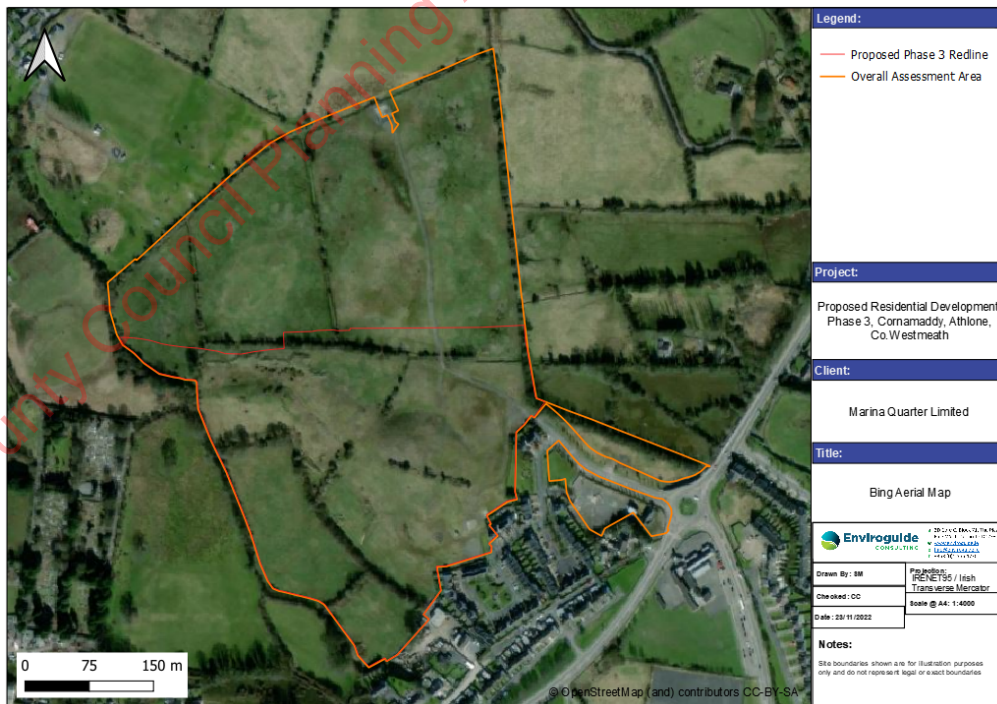 County Council Planning
Legend:
Proposed Phase 3 Redline
Overall Assessment Area
Project:
Proposed Residential Development
Phase 3, Cornamaddy, Athlone,
Co.Westmeath
Client:
Marina Quarter Limited
Title:
Bing Aerial Map
Enviroguide
CONSULTING
Drawn By: BM
Projection:
IRENET95 / Irish
Transverse Mercator
Checked: CC
Scale @ A4: 1:4000
Date: 23/11/2022
Notes:
Site boundaries shown are for illustration purposes
only and do not represent legal or exact boundaries
0 75 150 m
© OpenStreetMap (and) contributors CC-BY-SA